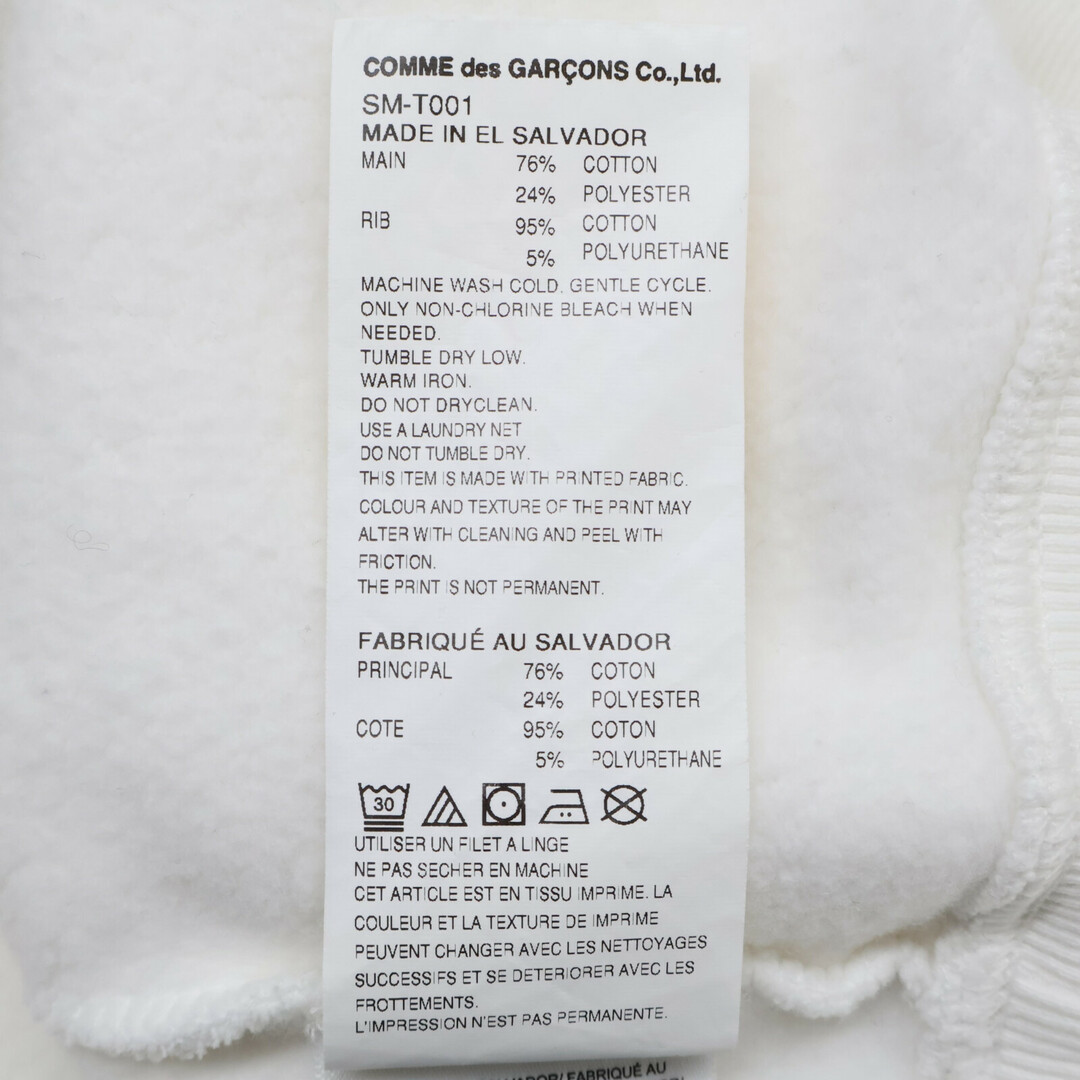 COMME des GARÇONS Co.,Ltd.
SM-T001
MADE IN EL SALVADOR
MAIN 76% COTTON
24% POLYESTER
RIB 95% COTTON
5% POLYURETHANE
MACHINE WASH COLD. GENTLE CYCLE.
ONLY NON-CHLORINE BLEACH WHEN
NEEDED.
TUMBLE DRY LOW.
WARM IRON.
DO NOT DRYCLEAN.
USE A LAUNDRY NET
DO NOT TUMBLE DRY.
THIS ITEM IS MADE WITH PRINTED FABRIC.
COLOUR AND TEXTURE OF THE PRINT MAY
ALTER WITH CLEANING AND PEEL WITH
FRICTION.
THE PRINT IS NOT PERMANENT.
FABRIQUÉ AU SALVADOR
PRINCIPAL 76% COTON
24% POLYESTER
COTE 95% COTON
5% POLYURETHANE
30
UTILISER UN FILET A LINGE
NE PAS SECHER EN MACHINE
CET ARTICLE EST EN TISSU IMPRIME. LA
COULEUR ET LA TEXTURE DE IMPRIME
PEUVENT CHANGER AVEC LES NETTOYAGES
SUCCESSIFS ET SE DETERIORER AVEC LES
FROTTEMENTS.
L'IMPRESSION N'EST PAS PERMANENTE.
FABRIQUÉ AU